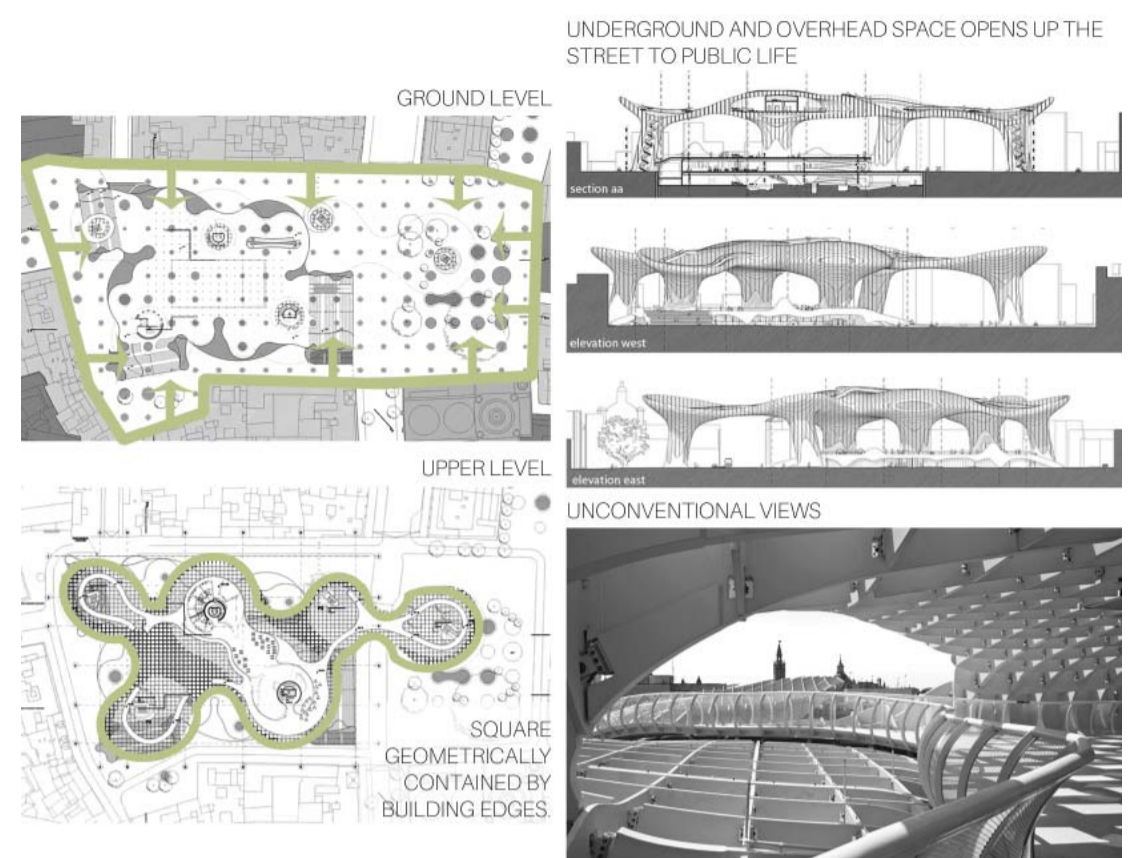 GROUND LEVEL
UPPER LEVEL
SQUARE
GEOMETRICALLY
CONTAINED BY
BUILDING EDGES.
UNDERGROUND AND OVERHEAD SPACE OPENS UP THE
STREET TO PUBLIC LIFE
section aa
elevation west
elevation east
UNCONVENTIONAL VIEWS